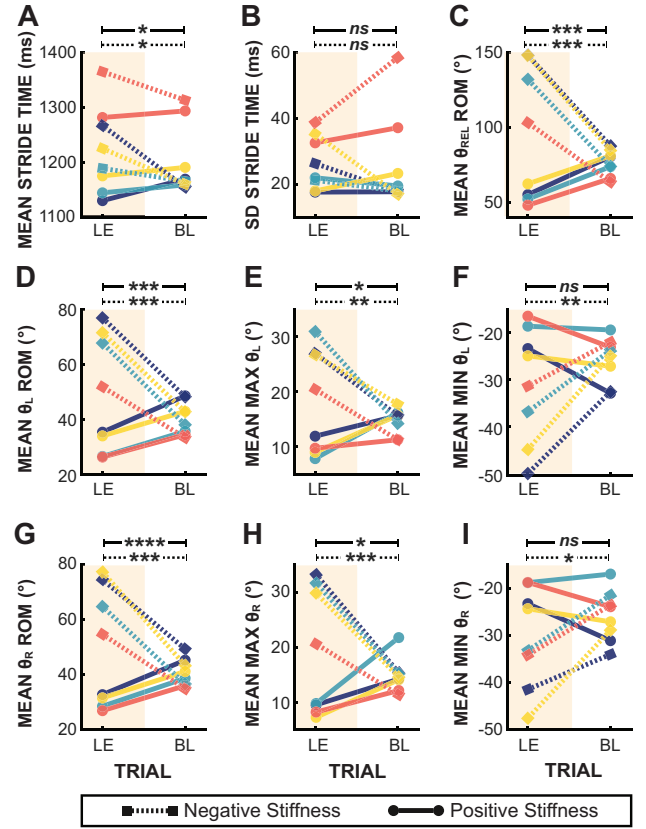 A
B
C
*
*
ns
ns
***
***
MEAN STRIDE TIME (ms)
1400
1300
1200
1100
LE
BL
SD STRIDE TIME (ms)
60
40
20
LE
BL
MEAN θREL ROM (°)
150
100
50
LE
BL
D
E
F
***
***
*
**
ns
**
MEAN θL ROM (°)
80
60
40
20
LE
BL
MEAN MAX θL (°)
30
20
10
LE
BL
MEAN MIN θL (°)
-20
-30
-40
-50
LE
BL
G
H
I
****
***
*
***
ns
*
MEAN θR ROM (°)
80
60
40
20
LE
BL
TRIAL
MEAN MAX θR (°)
30
20
10
LE
BL
TRIAL
MEAN MIN θR (°)
-20
-30
-40
-50
LE
BL
TRIAL
Negative Stiffness
Positive Stiffness